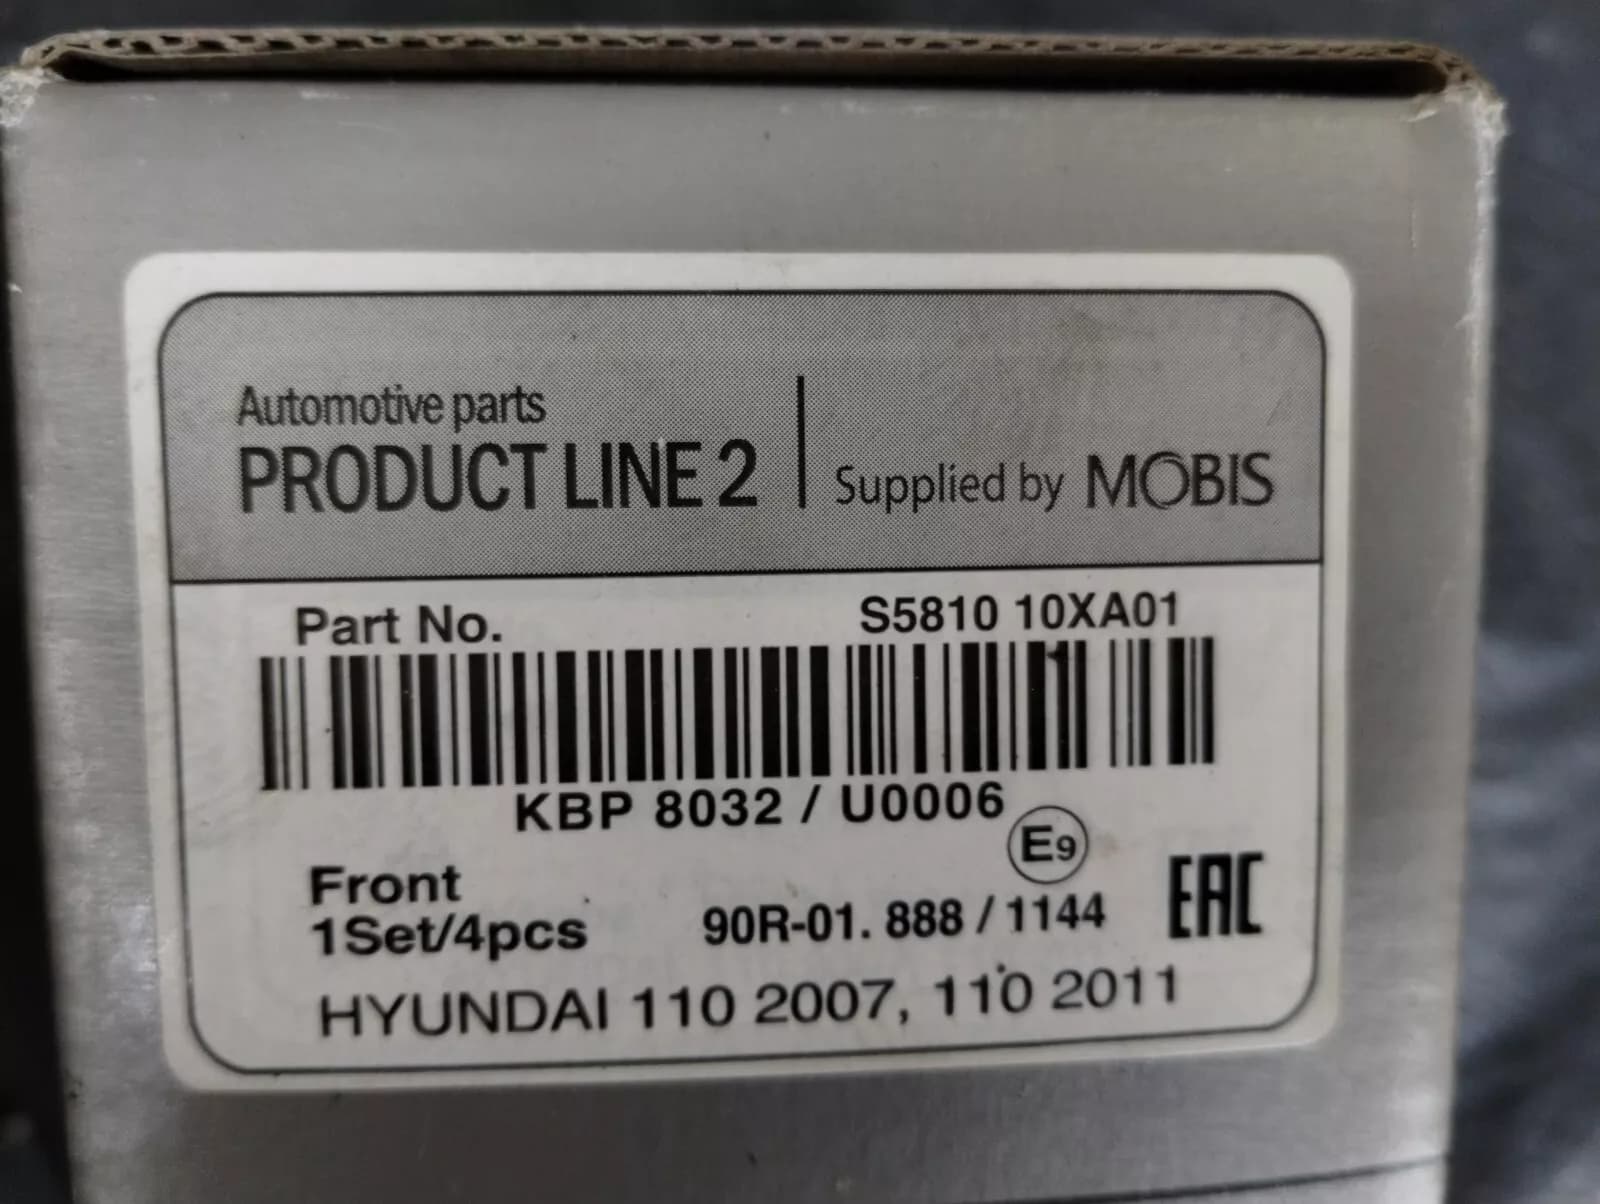 Automotive parts
PRODUCT LINE 2
Supplied by MOBIS
Part No. S5810 10XA01
KBP 8032 / U0006
E9
Front
1Set/4pcs 90R-01. 888 / 1144
EAC
HYUNDAI 110 2007, 110 2011